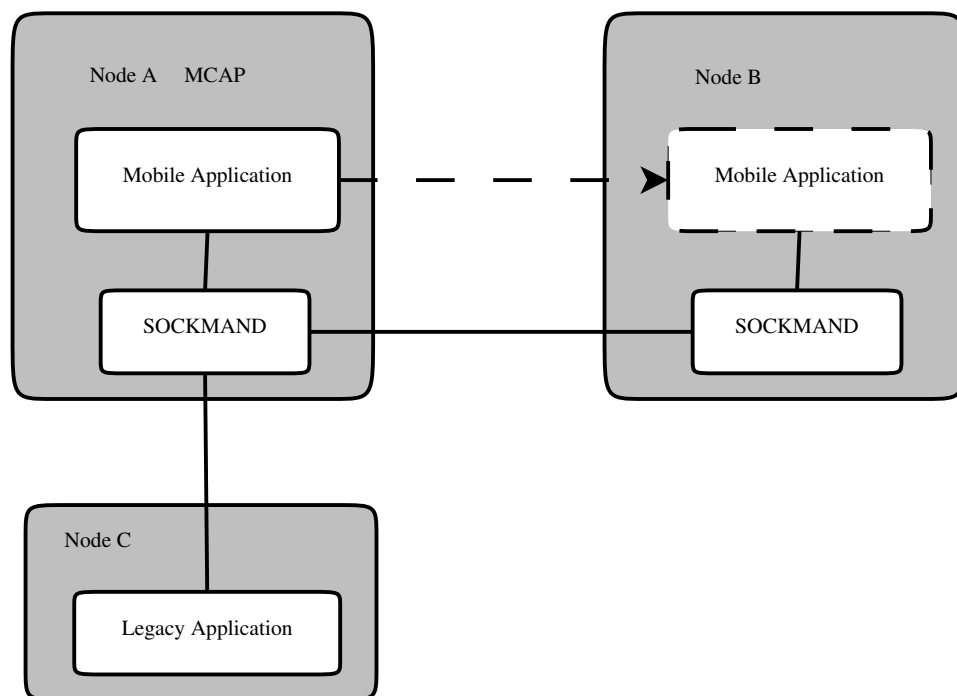 Node A MCAP
Node B
Mobile Application
Mobile Application
SOCKMAND
SOCKMAND
Node C
Legacy Application